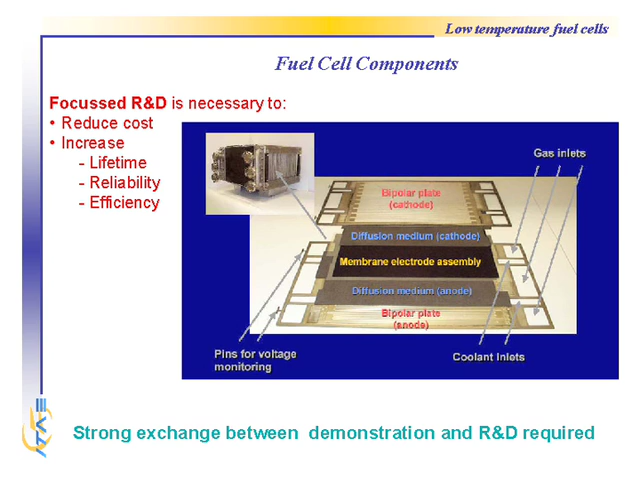 Low temperature fuel cells
Fuel Cell Components
Focussed R&D is necessary to:
• Reduce cost
• Increase
- Lifetime
- Reliability
- Efficiency
Gas inlets
Bipolar plate
(cathode)
Diffusion medium (cathode)
Membrane electrode assembly
Diffusion medium (anode)
Bipolar plate
(anode)
Pins for voltage
monitoring
Coolant inlets
Strong exchange between demonstration and R&D required
ITAE